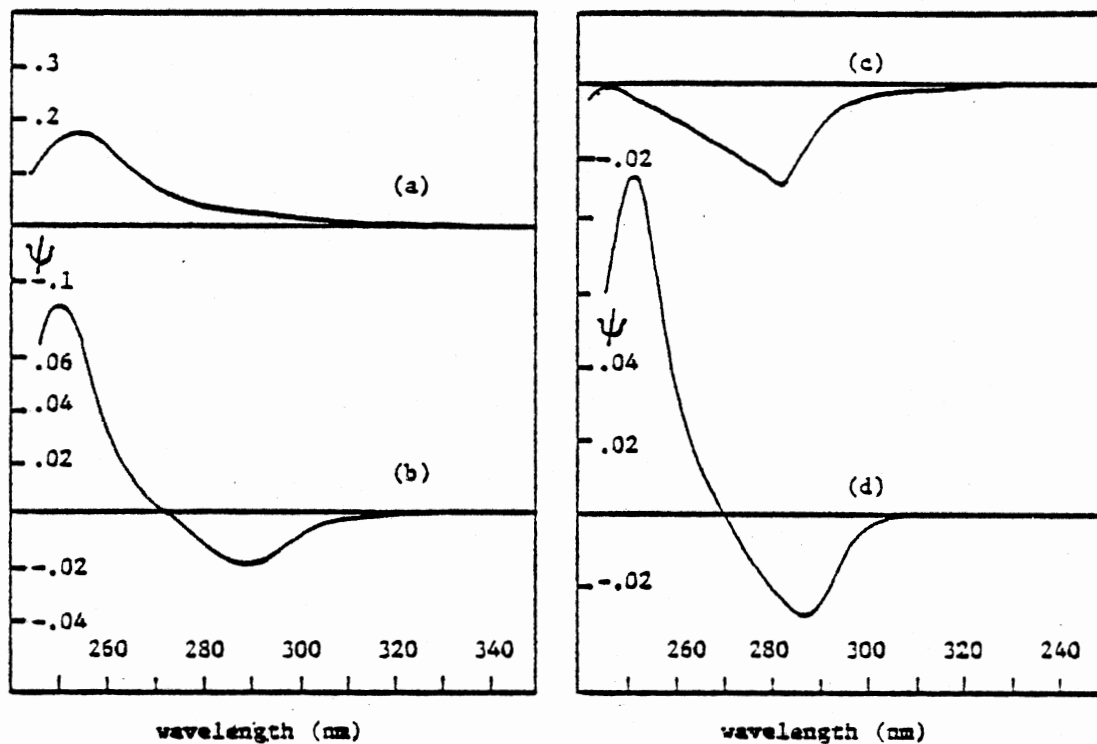 .3
.2
(a)
ψ
-.1
.06
.04
.02
(b)
-.02
-.04
260 280 300 320 340
wavelength (nm)
(c)
-.02
ψ
.04
.02
(d)
-.02
260 280 300 320 240
wavelength (nm)